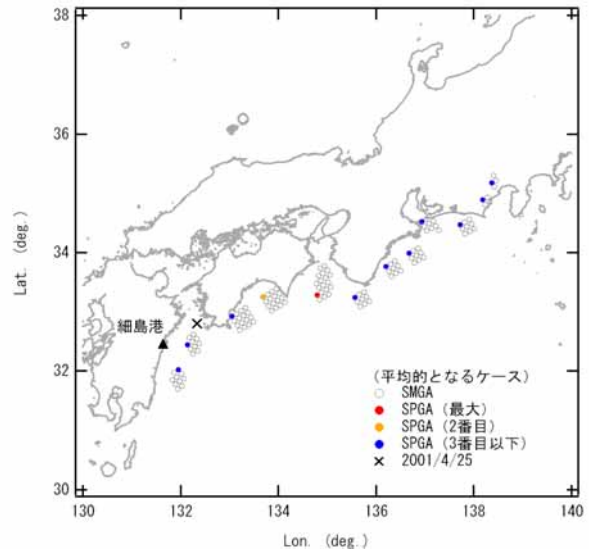 38
36
34
32
30
Lat. (deg.)
細島港
(平均的となるケース)
SMGA
SPGA (最大)
SPGA (2番目)
SPGA (3番目以下)
2001/4/25
130 132 134 136 138 140
Lon. (deg.)